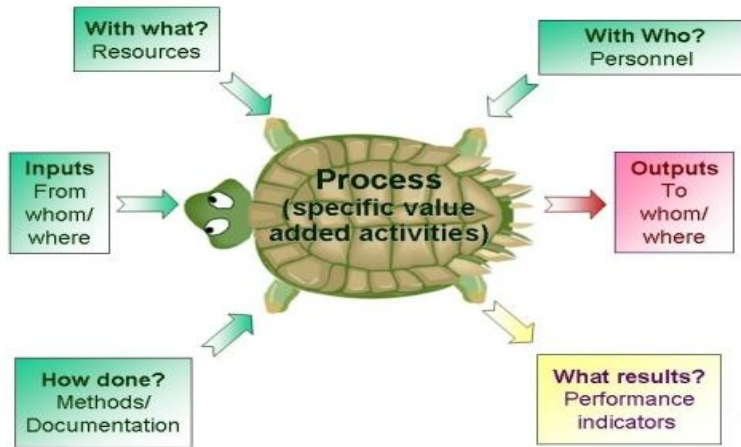 With what?
Resources
With Who?
Personnel
Inputs
From
whom/
where
Process
(specific value
added activities)
Outputs
To
whom/
where
How done?
Methods/
Documentation
What results?
Performance
indicators